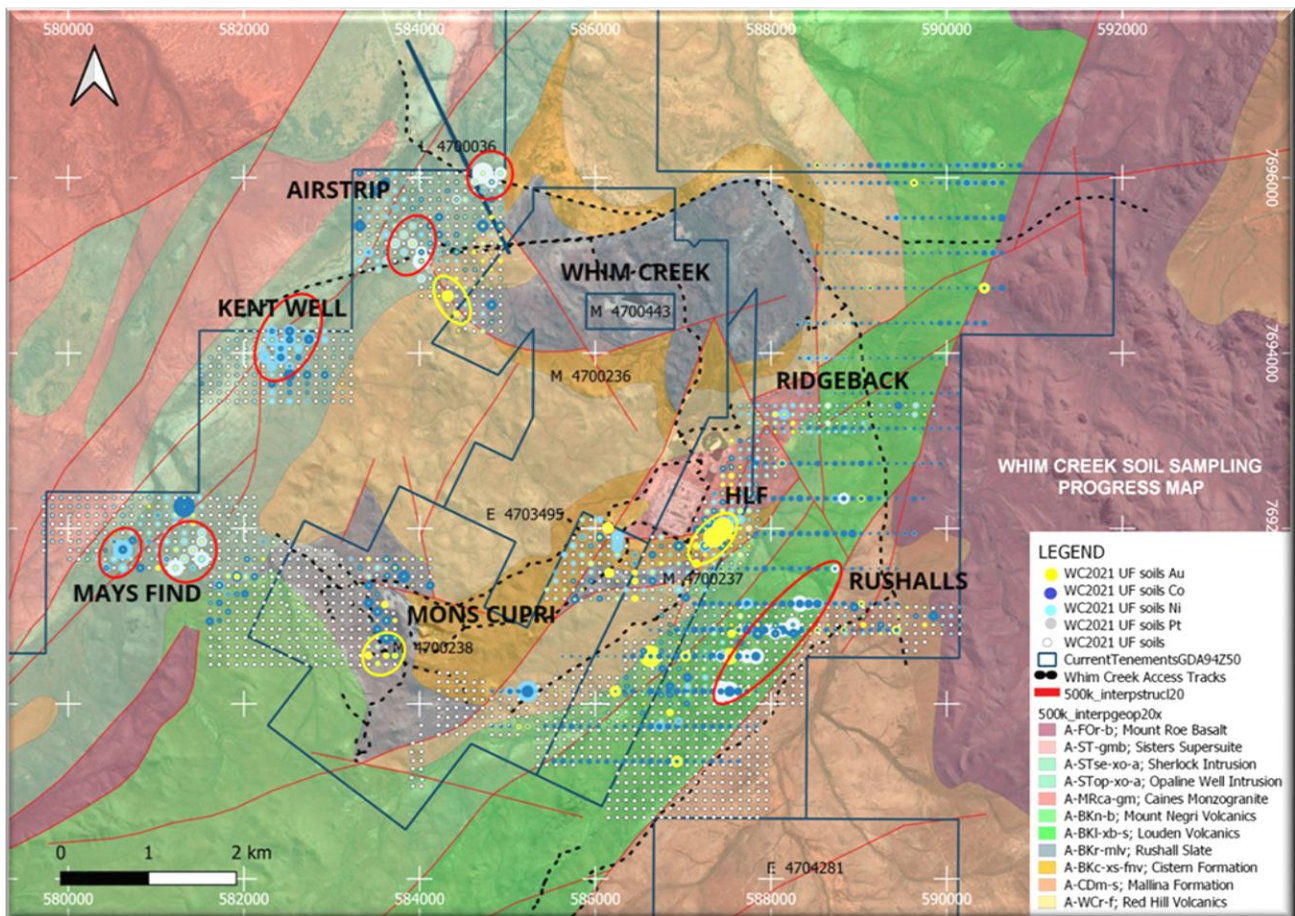 580000
582000
584000
586000
588000
590000
592000
7696000
L 4700036
AIRSTRIP
WHIM CREEK
KENT WELL
M 4700443
7694000
M 4700236
RIDGEBACK
WHIM CREEK SOIL SAMPLING
PROGRESS MAP
HLF
E 4703495
7692
M 4700237
RUSHALLS
MAYS FIND
MONS CUPRI
M 4700238
LEGEND
WC2021 UF soils Au
WC2021 UF soils Co
WC2021 UF soils Ni
WC2021 UF soils Pt
WC2021 UF soils
CurrentTenementsGDA94Z50
Whim Creek Access Tracks
500k_interpstrucl20
500k_interpgeop20x
A-FOr-b; Mount Roe Basalt
A-ST-gmb; Sisters Supersuite
A-STse-xo-a; Sherlock Intrusion
A-STop-xo-a; Opaline Well Intrusion
A-MRca-gm; Caines Monzogranite
A-BKn-b; Mount Negri Volcanics
A-BKl-xb-s; Louden Volcanics
A-BKr-mlv; Rushall Slate
A-BKc-xs-fnv; Cistern Formation
A-CDm-s; Mallina Formation
A-WCr-f; Red Hill Volcanics
0 1 2 km
E 4704281
580000
582000
584000
586000
588000
590000